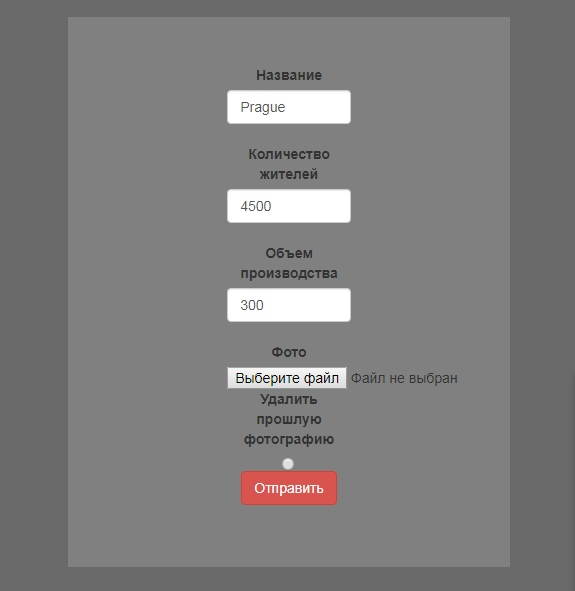 Название
Prague
Количество
жителей
4500
Объем
производства
300
Фото
Выберите файл Файл не выбран
Удалить
прошлую
фотографию
Отправить